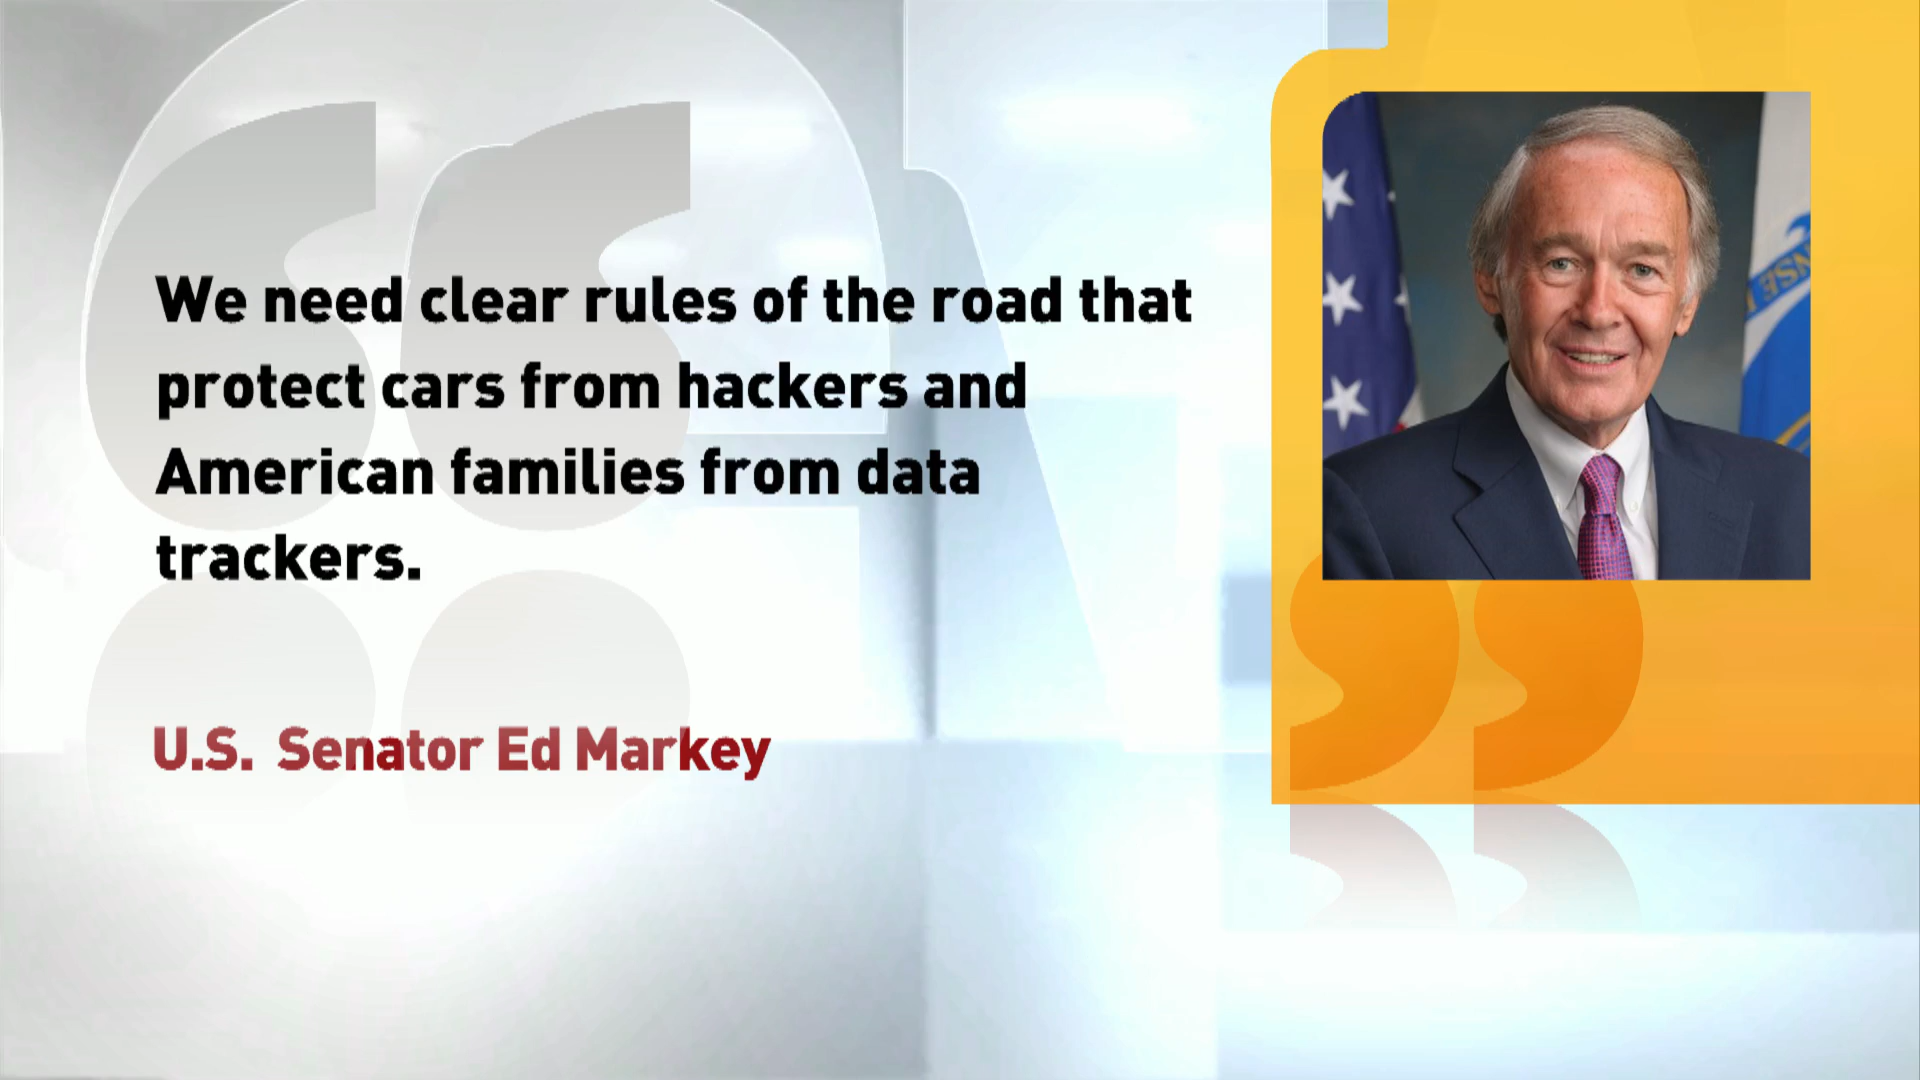 We need clear rules of the road that
protect cars from hackers and
American families from data
trackers.
U.S. Senator Ed Markey